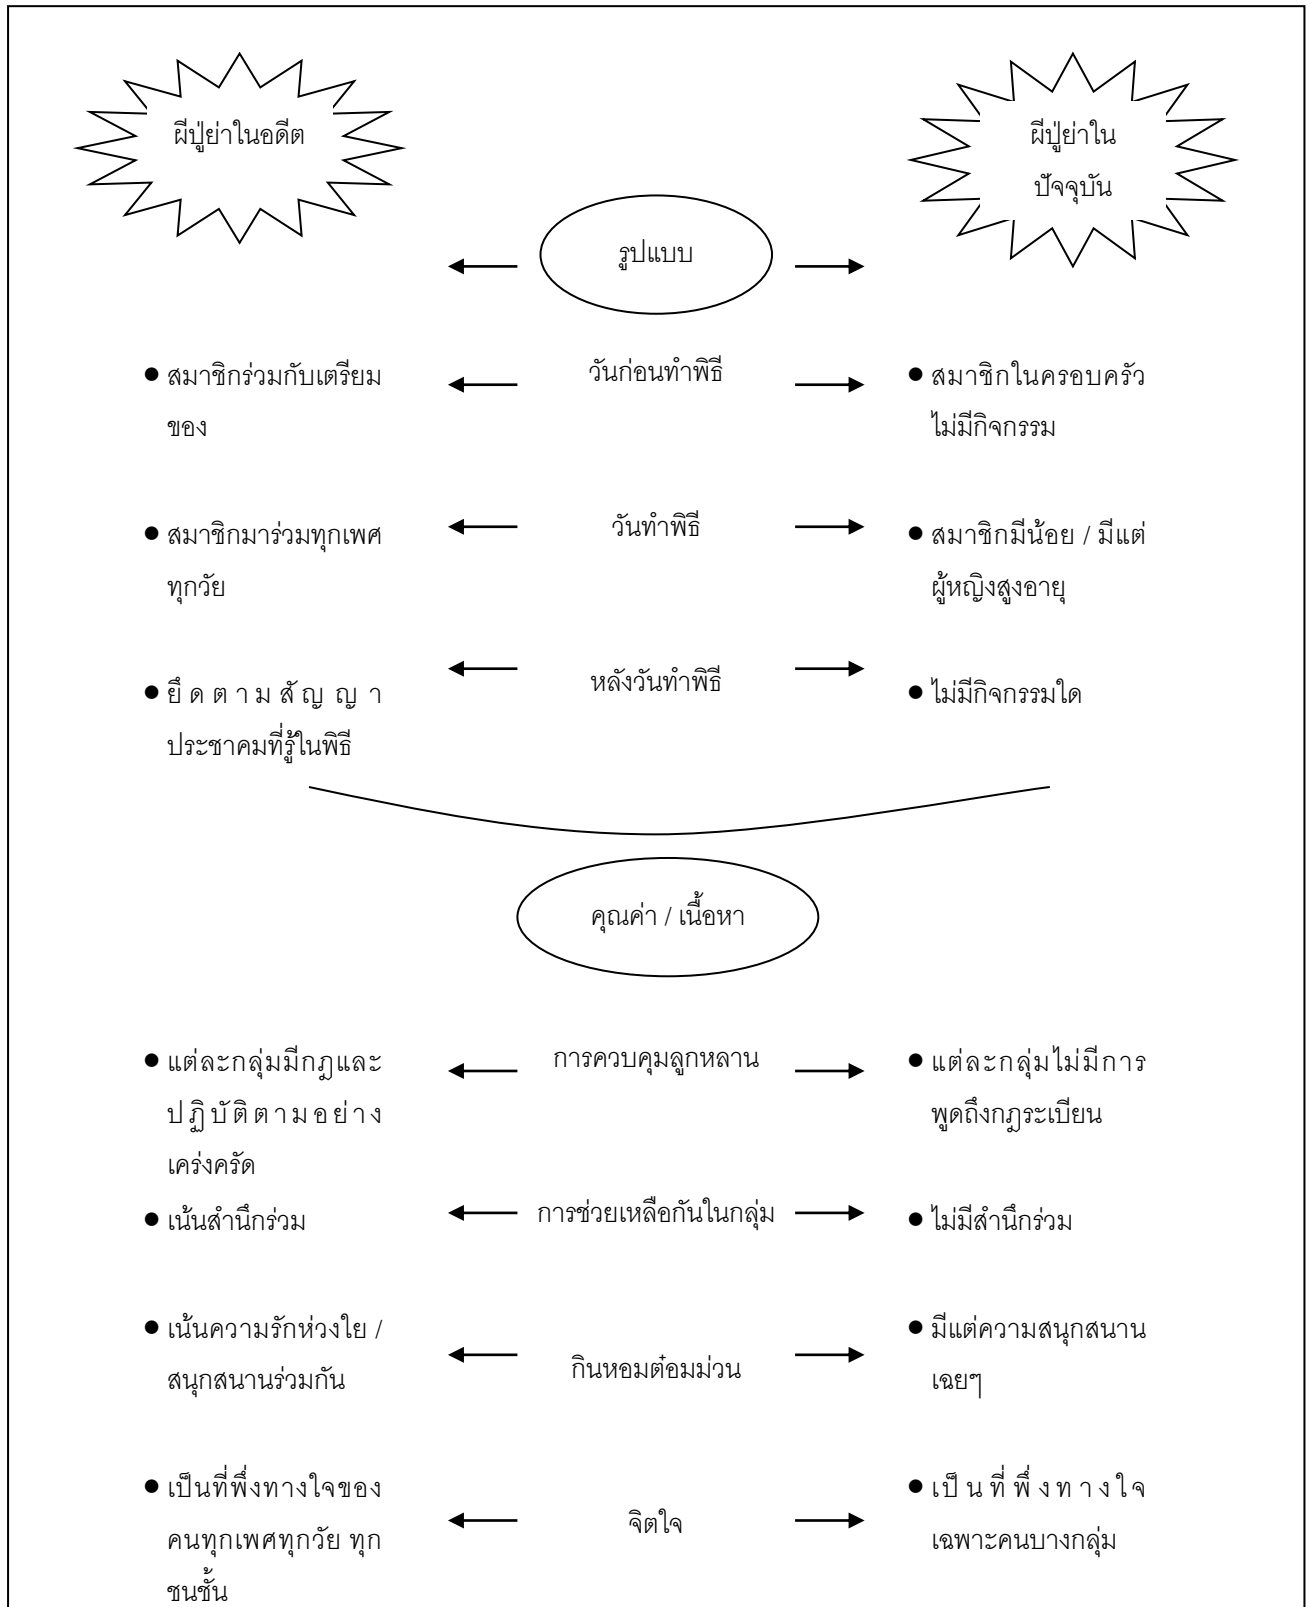 ผีปู่ย่าในอดีต
ผีปู่ย่าใน
ปัจจุบัน
รูปแบบ
● สมาชิกร่วมกับเตรียม
ของ
วันก่อนทำพิธี
● สมาชิกในครอบครัว
ไม่มีกิจกรรม
● สมาชิกมาร่วมทุกเพศ
ทุกวัย
วันทำพิธี
● สมาชิกมีน้อย / มีแต่
ผู้หญิงสูงอายุ
● ยึดตามสัญญา
ประชาคมที่รู้ในพิธี
หลังวันทำพิธี
● ไม่มีกิจกรรมใด
คุณค่า / เนื้อหา
● แต่ละกลุ่มมีกฎและ
ปฏิบัติตามอย่าง
เคร่งครัด
การควบคุมลูกหลาน
● แต่ละกลุ่มไม่มีการ
พูดถึงกฎระเบียน
● เน้นสำนึกร่วม
การช่วยเหลือกันในกลุ่ม
● ไม่มีสำนึกร่วม
● เน้นความรักห่วงใย /
สนุกสนานร่วมกัน
กินหอมต๋อมม่วน
● มีแต่ความสนุกสนาน
เฉยๆ
● เป็นที่พึ่งทางใจของ
คนทุกเพศทุกวัย ทุก
ชนชั้น
จิตใจ
● เป็นที่พึ่งทางใจ
เฉพาะคนบางกลุ่ม